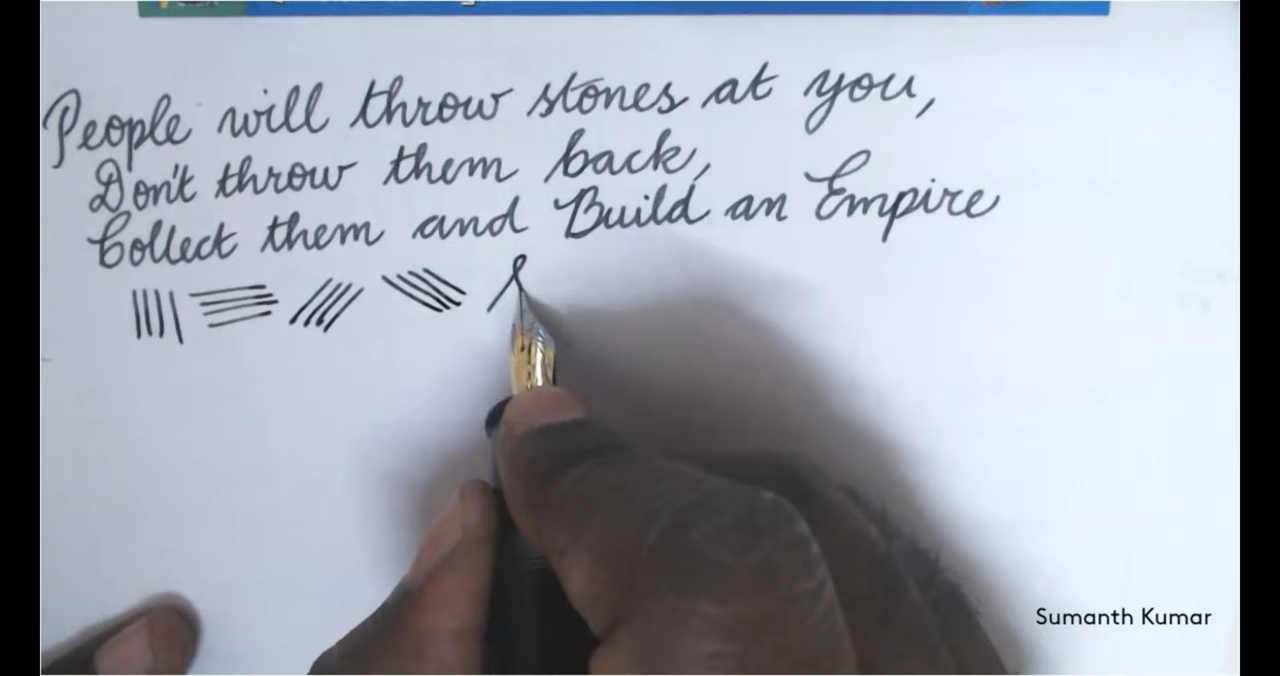 People will throw stones at you,
Don't throw them back,
Collect them and Build an Empire
Sumanth Kumar